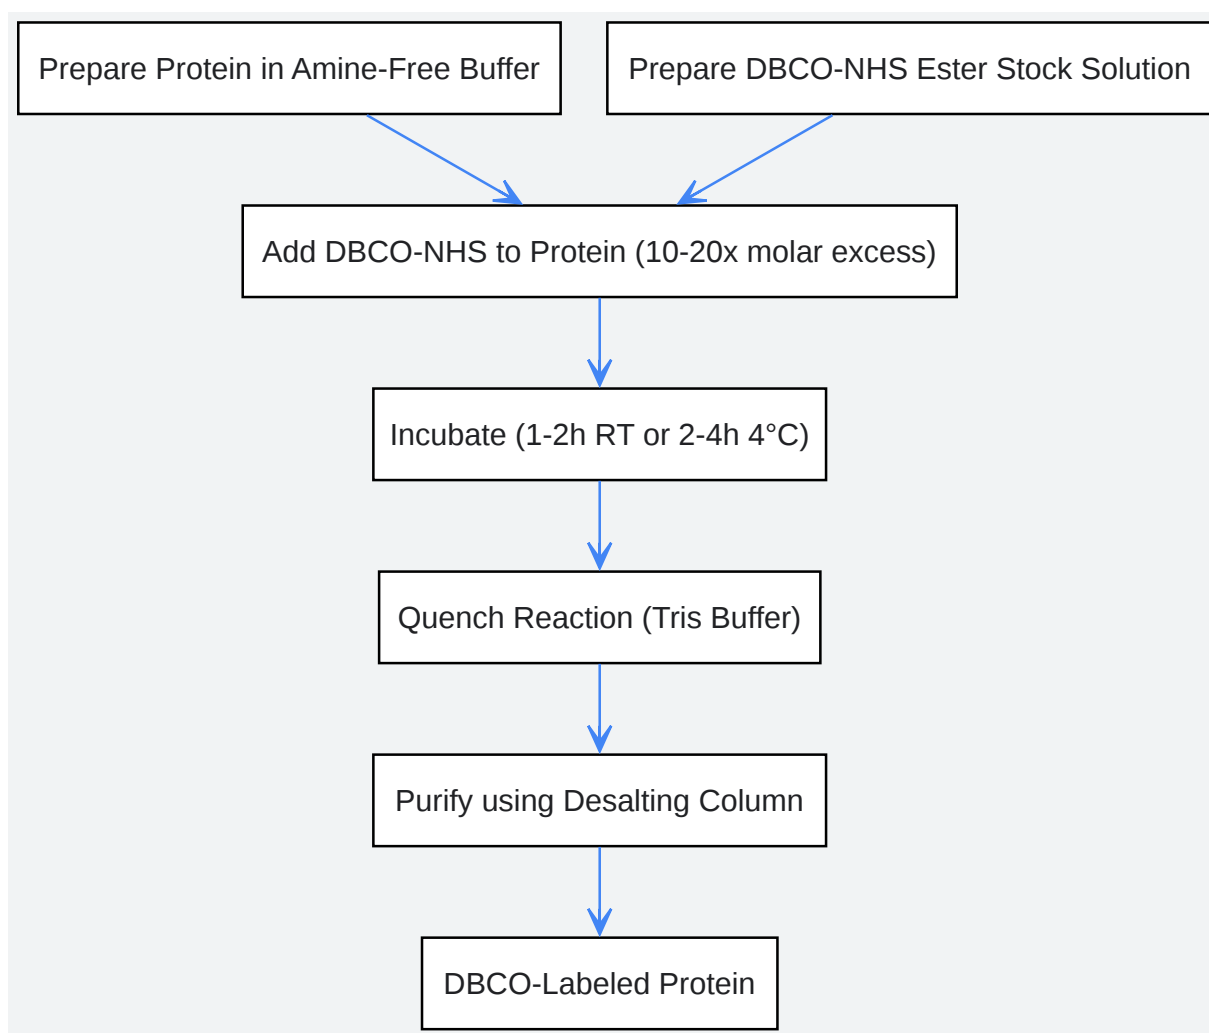 Prepare Protein in Amine-Free Buffer
Prepare DBCO-NHS Ester Stock Solution
Add DBCO-NHS to Protein (10-20x molar excess)
Incubate (1-2h RT or 2-4h 4°C)
Quench Reaction (Tris Buffer)
Purify using Desalting Column
DBCO-Labeled Protein